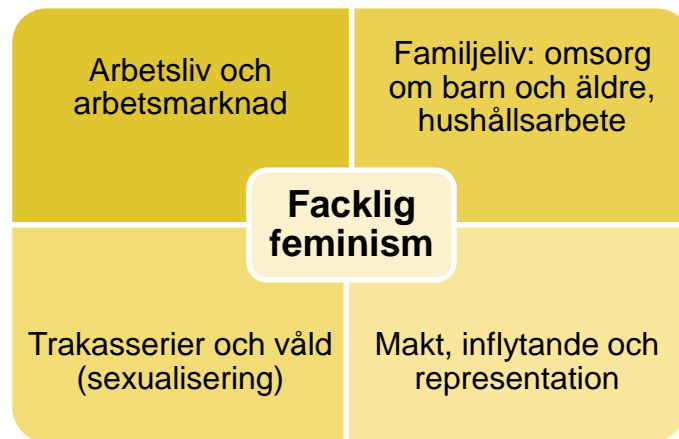 Arbetsliv och
arbetsmarknad
Familjeliv: omsorg
om barn och äldre,
hushållsarbete
Facklig
feminism
Trakasserier och våld
(sexualisering)
Makt, inflytande och
representation